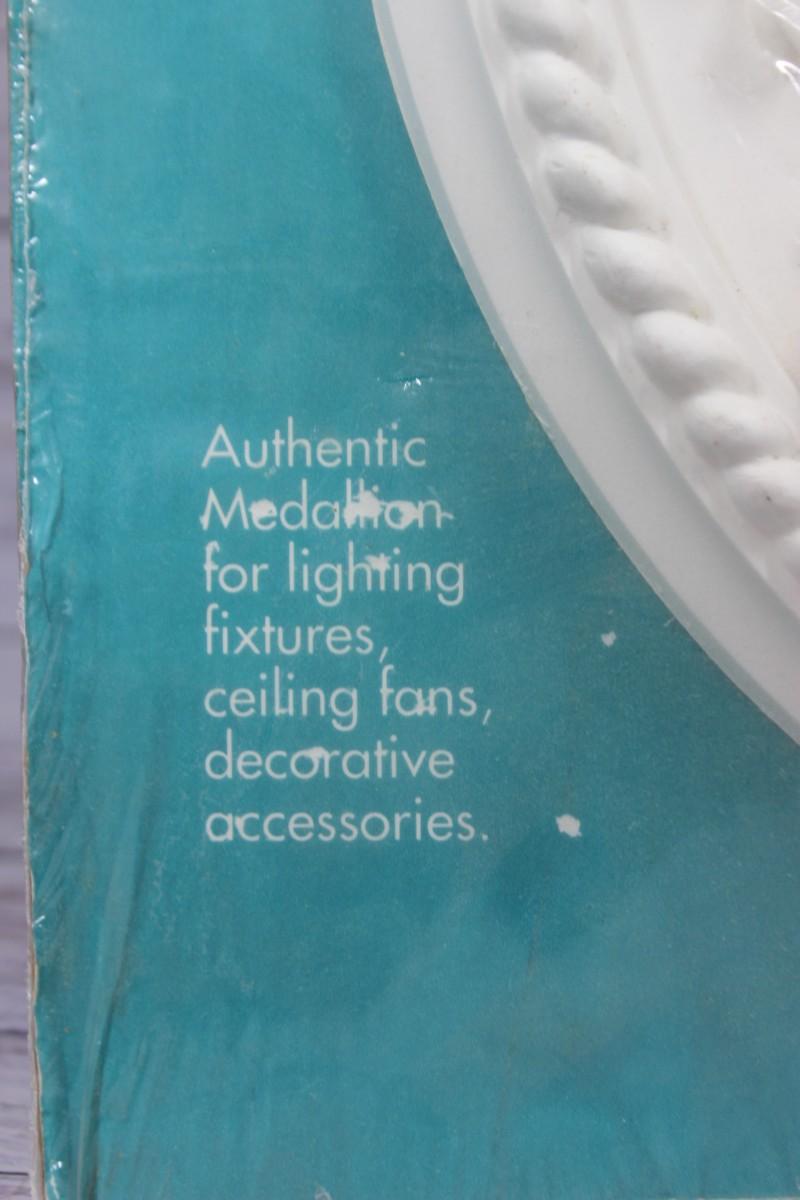 Authentic
Medallion
for lighting
fixtures,
ceiling fans,
decorative
accessories.